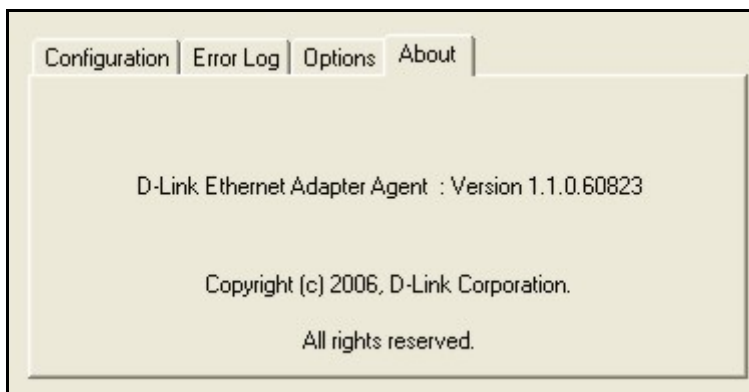 Configuration Error Log Options About
D-Link Ethernet Adapter Agent : Version 1.1.0.60823
Copyright (c) 2006, D-Link Corporation.
All rights reserved.